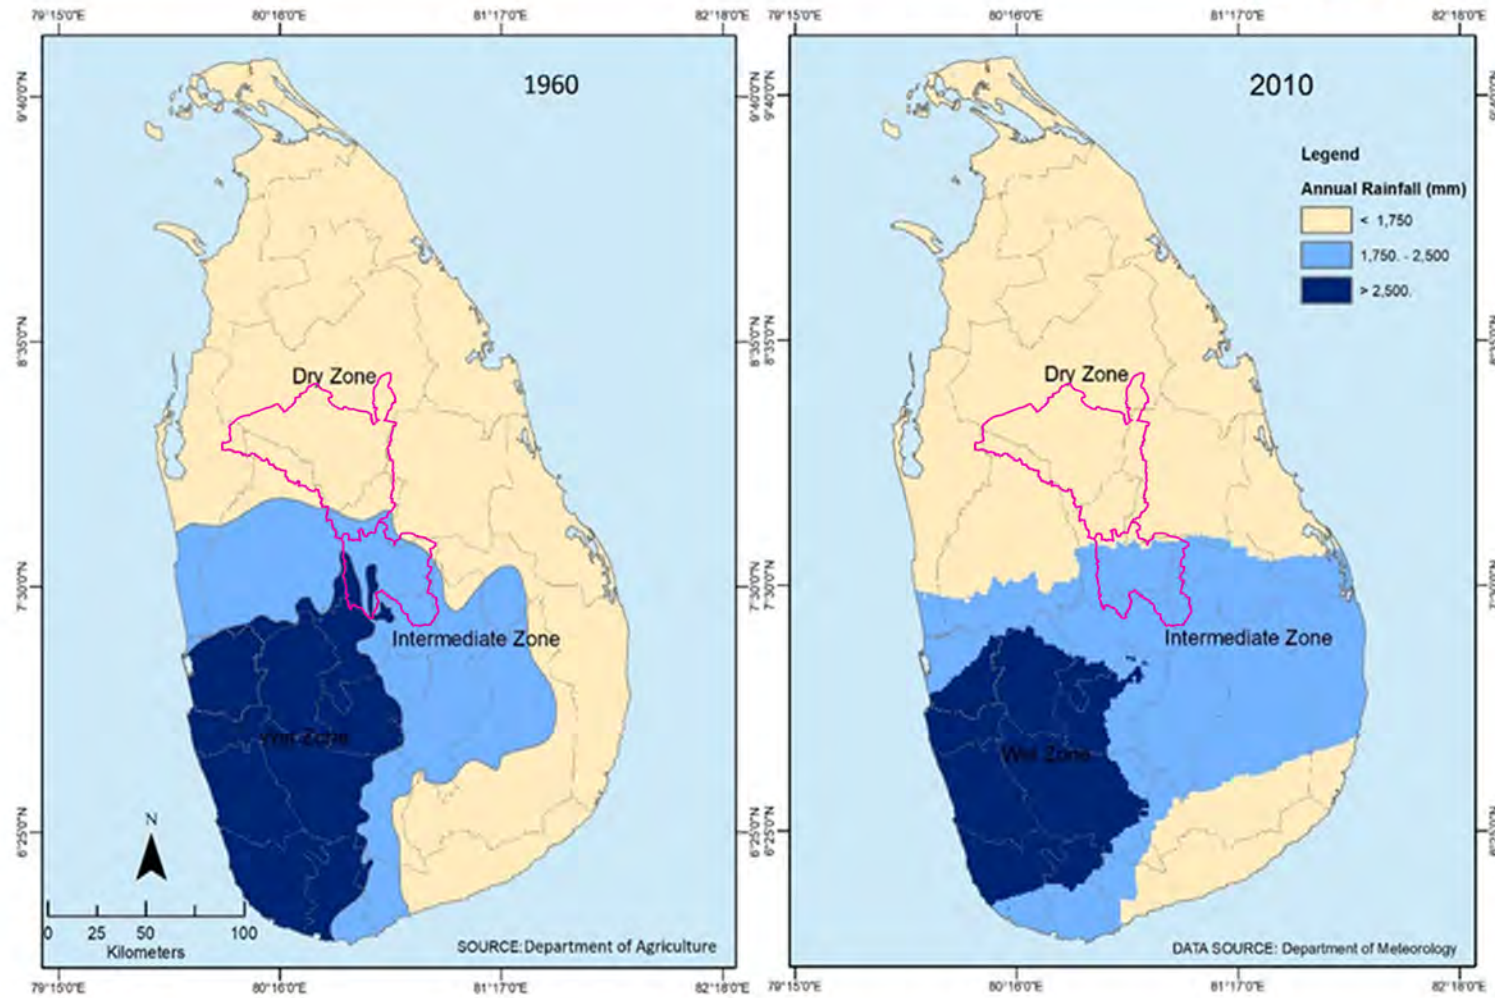 79°15'0"E 80°16'0"E 81°17'0"E 82°18'0"E
79°15'0"E 80°16'0"E 81°17'0"E 82°18'0"E
1960
2010
9°40'0"N
8°35'0"N
7°30'0"N
6°25'0"N
9°40'0"N
8°35'0"N
7°30'0"N
6°25'0"N
Legend
Annual Rainfall (mm)
< 1,750
1,750. - 2,500
> 2,500.
Dry Zone
Dry Zone
Intermediate Zone
Intermediate Zone
Wet Zone
Wet Zone
N
0 25 50 100
Kilometers
SOURCE: Department of Agriculture
DATA SOURCE: Department of Meteorology
79°15'0"E 80°16'0"E 81°17'0"E 82°18'0"E
79°15'0"E 80°16'0"E 81°17'0"E 82°18'0"E